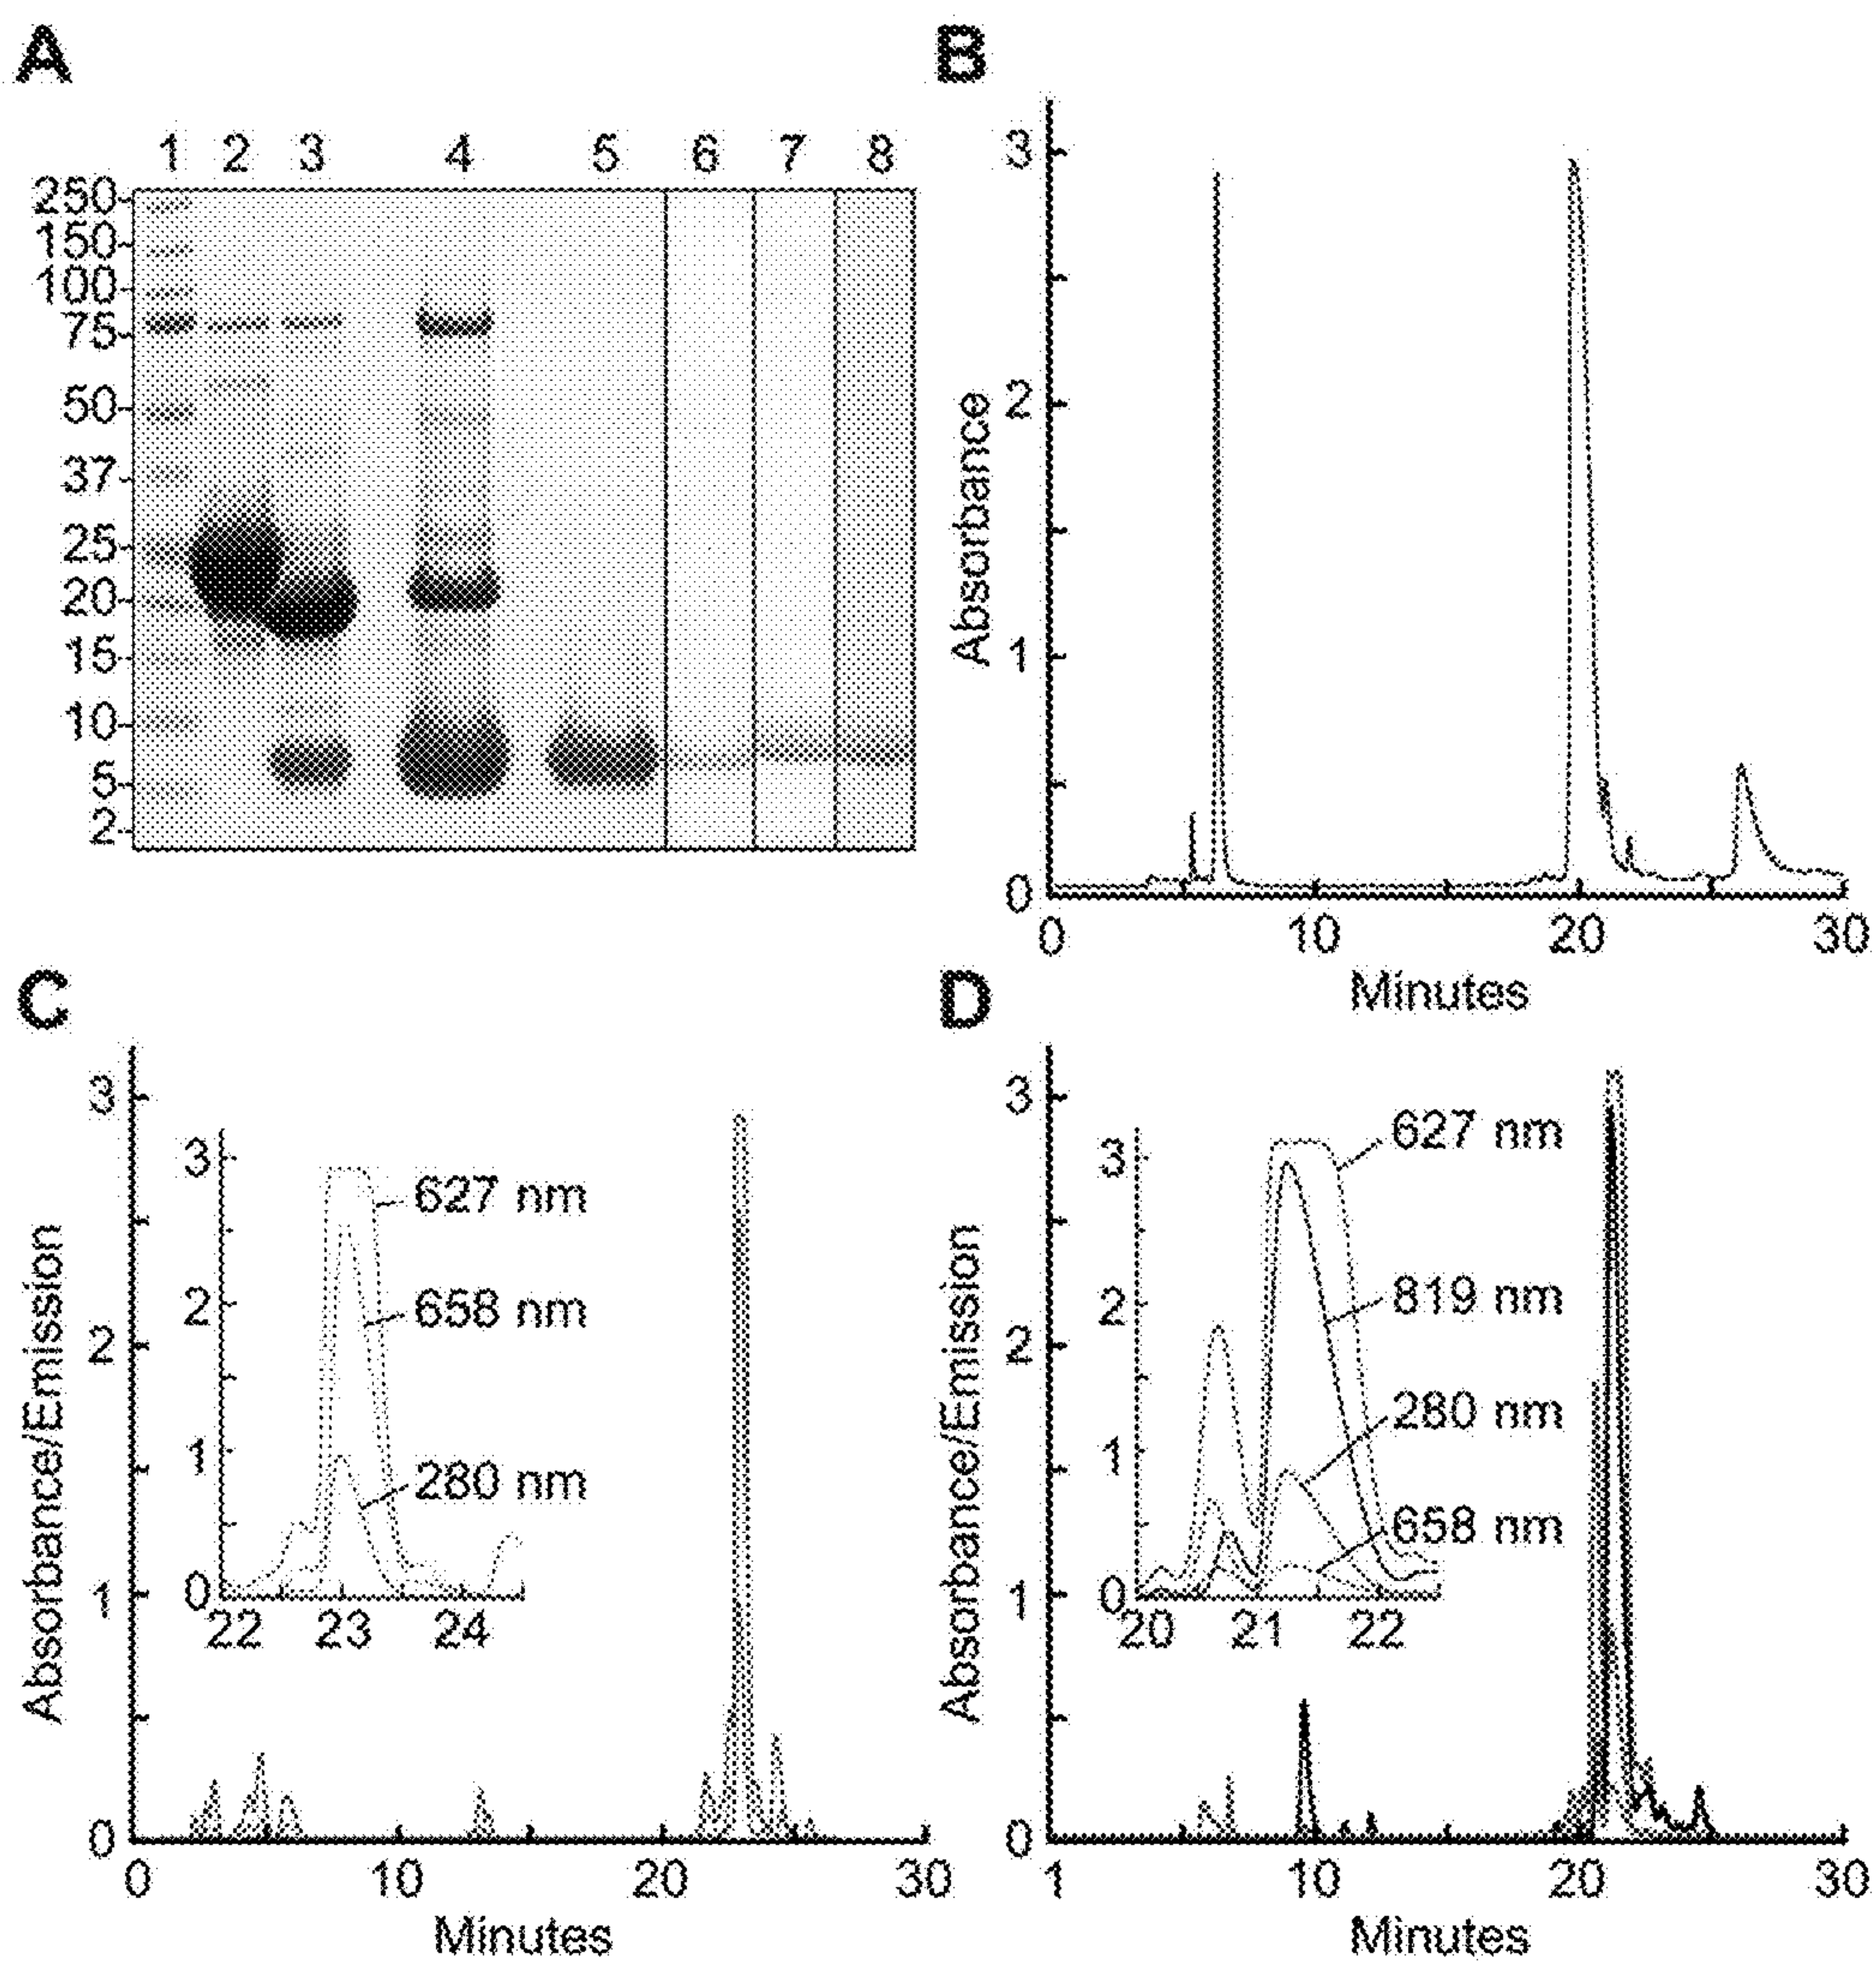 A
B
1 2 3 4 5 6 7 8
250
150
100
75
50
37
25
20
15
10
5
2
3
2
1
0
Absorbance
0 10 20 30
Minutes
C
D
3
2
1
0
Absorbance/Emission
3
2
1
0
627 nm
658 nm
280 nm
22 23 24
0 10 20 30
Minutes
3
2
1
0
Absorbance/Emission
3
2
1
0
627 nm
819 nm
280 nm
658 nm
20 21 22
1 10 20 30
Minutes